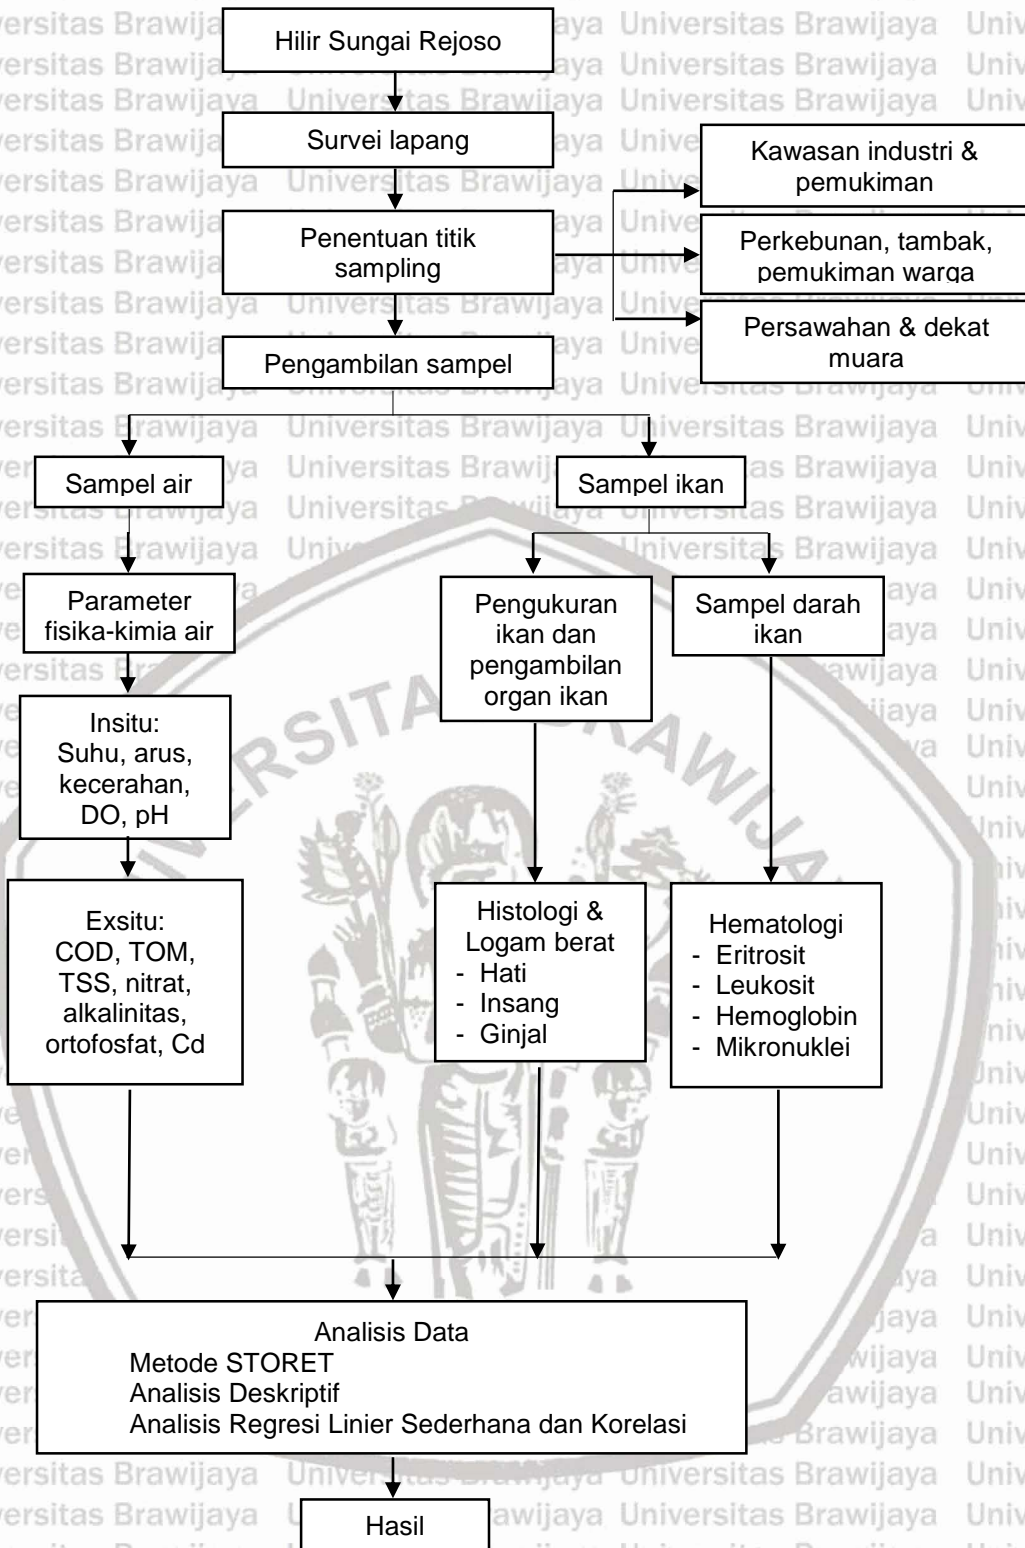 Hilir Sungai Rejoso
Survei lapang
Penentuan titik
sampling
Kawasan industri &
pemukiman
Perkebunan, tambak,
pemukiman warga
Persawahan & dekat
muara
Pengambilan sampel
Sampel air
Sampel ikan
Parameter
fisika-kimia air
Pengukuran
ikan dan
pengambilan
organ ikan
Sampel darah
ikan
Insitu:
Suhu, arus,
kecerahan,
DO, pH
Exsitu:
COD, TOM,
TSS, nitrat,
alkalinitas,
ortofosfat, Cd
Histologi &
Logam berat
- Hati
- Insang
- Ginjal
Hematologi
- Eritrosit
- Leukosit
- Hemoglobin
- Mikronuklei
Analisis Data
Metode STORET
Analisis Deskriptif
Analisis Regresi Linier Sederhana dan Korelasi
Hasil